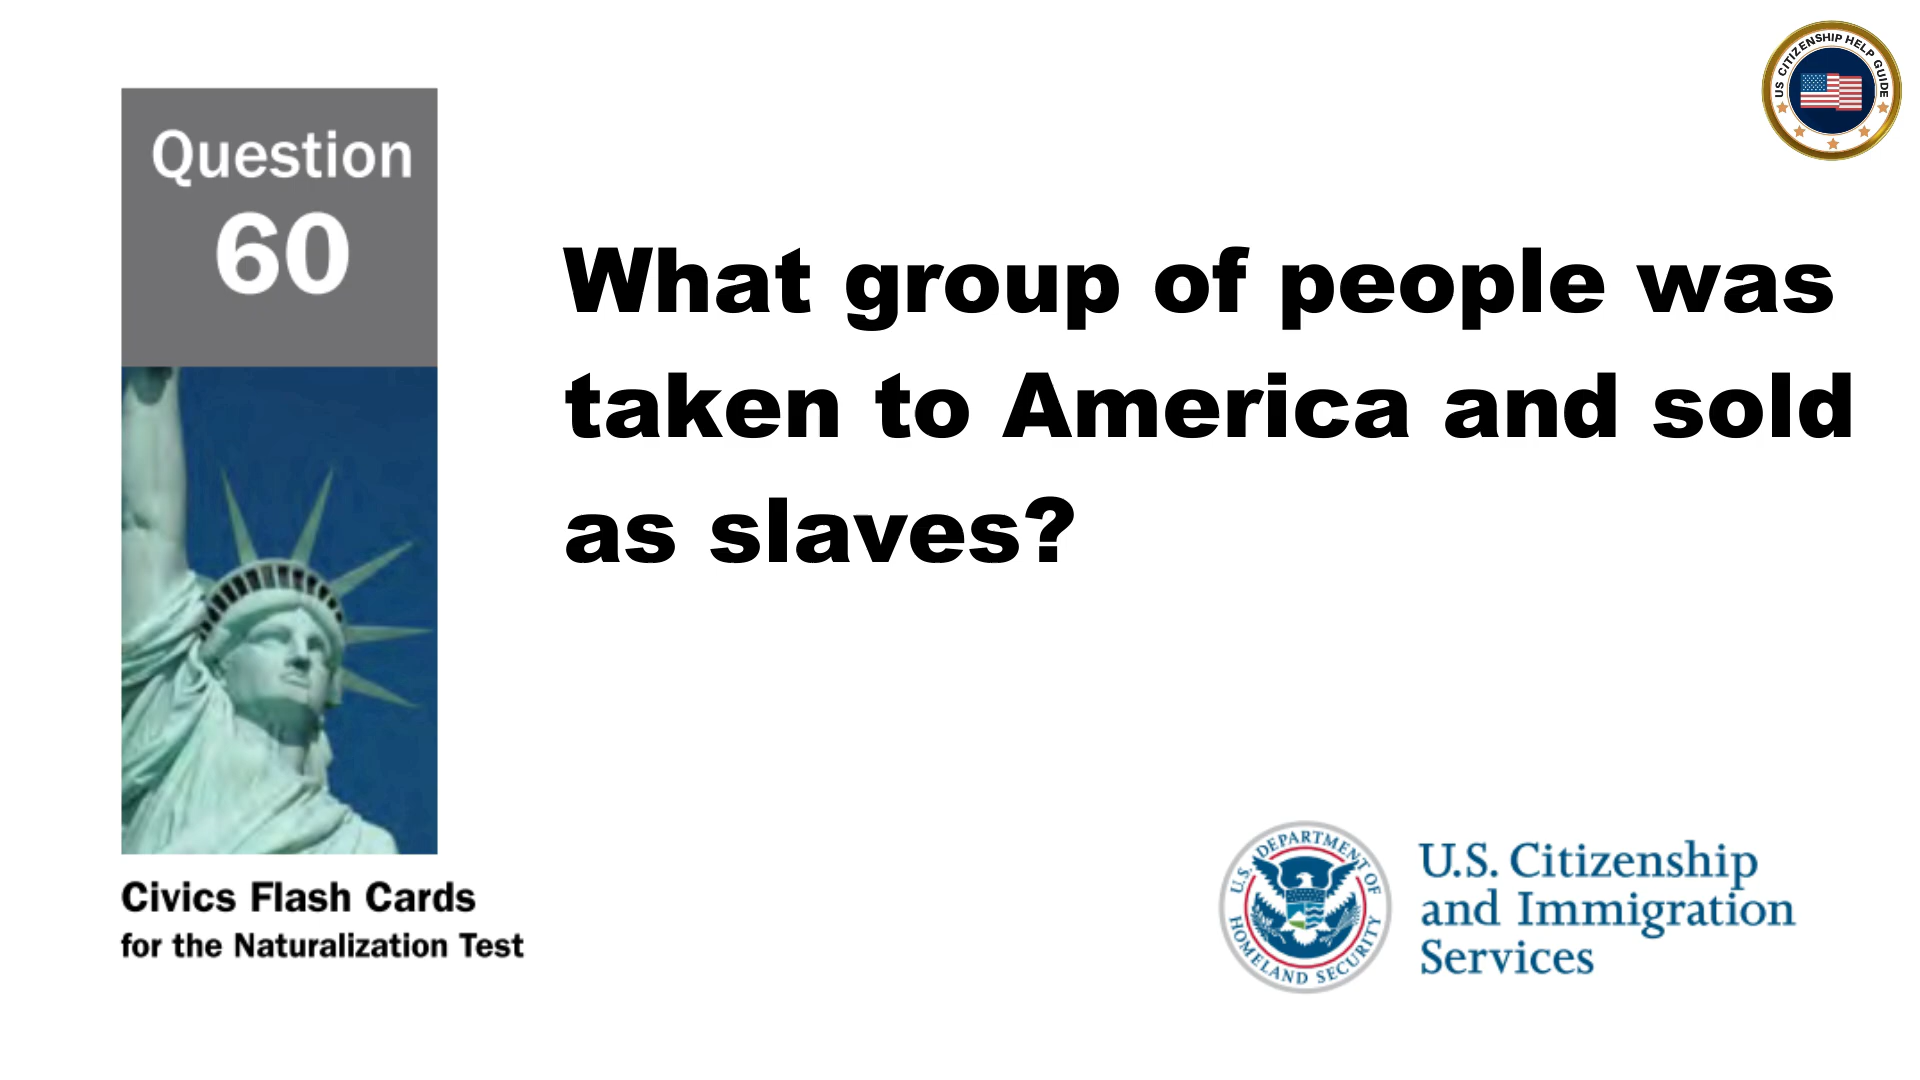 US CITIZENSHIP HELP GUIDE
Question
60
What group of people was
taken to America and sold
as slaves?
Civics Flash Cards
for the Naturalization Test
U.S. DEPARTMENT OF
HOMELAND SECURITY
U.S. Citizenship
and Immigration
Services